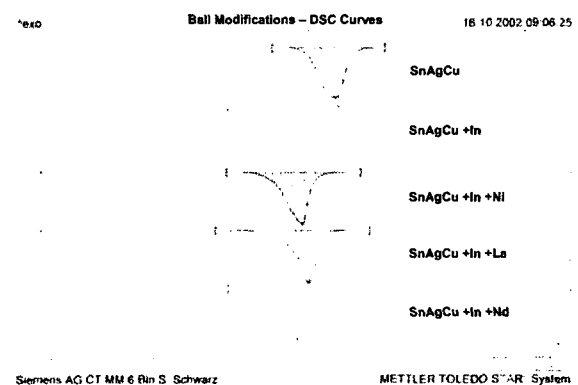 ^exo
Ball Modifications – DSC Curves
16 10 2002 09:06 25
SnAgCu
SnAgCu +In
SnAgCu +In +Ni
SnAgCu +In +La
SnAgCu +In +Nd
Siemens AG CT MM 6 Bln S. Schwarz
METTLER TOLEDO System